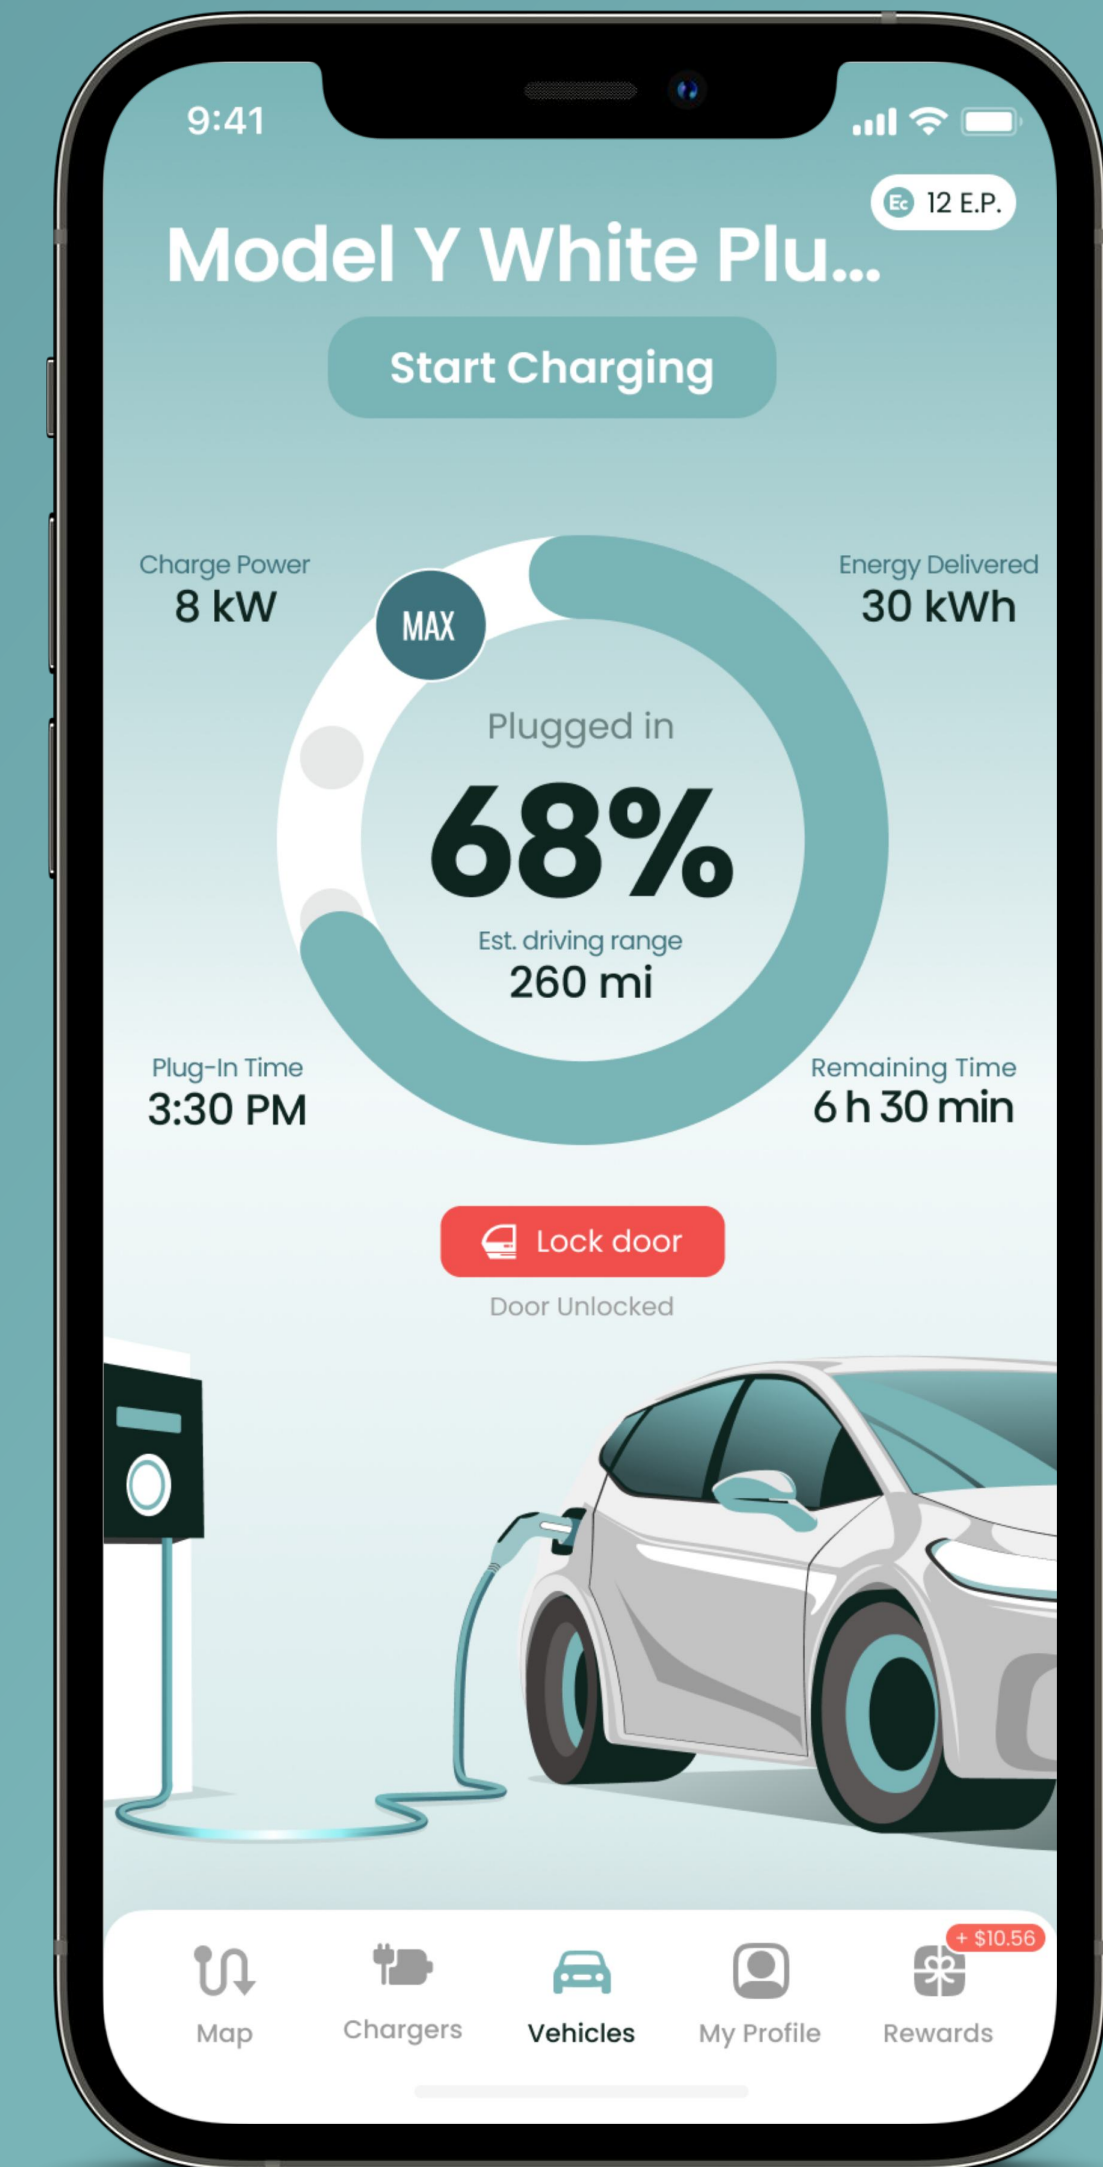 9:41
Ec 12 E.P.
Model Y White Plu...
Start Charging
Charge Power
8 kW
Energy Delivered
30 kWh
MAX
Plugged in
68%
Est. driving range
260 mi
Plug-In Time
3:30 PM
Remaining Time
6 h 30 min
Lock door
Door Unlocked
+ $10.56
Map
Chargers
Vehicles
My Profile
Rewards